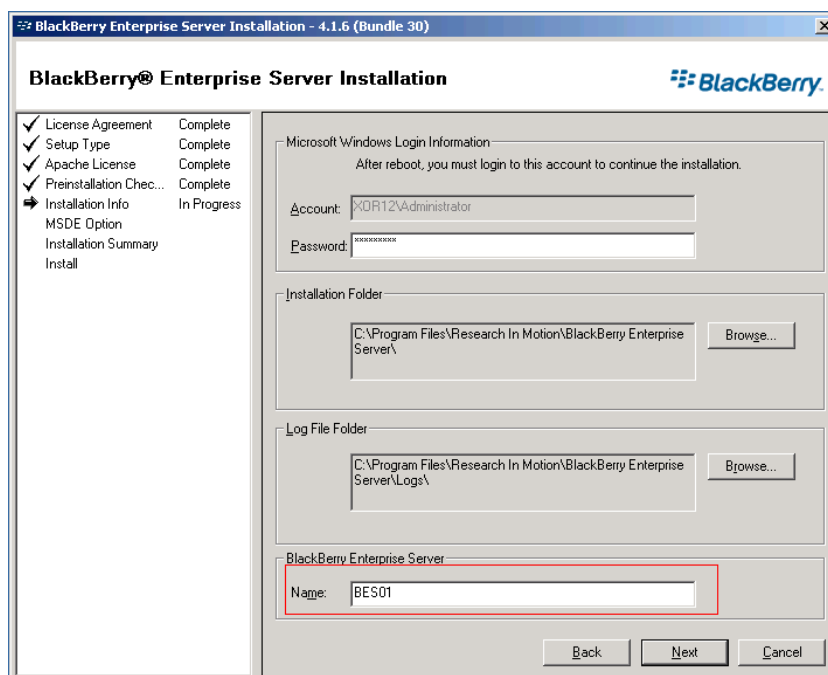 BlackBerry Enterprise Server Installation - 4.1.6 (Bundle 30)
BlackBerry® Enterprise Server Installation
BlackBerry.
License Agreement Complete
Setup Type Complete
Apache License Complete
Preinstallation Chec... Complete
Installation Info In Progress
MSDE Option
Installation Summary
Install
Microsoft Windows Login Information
After reboot, you must login to this account to continue the installation.
Account: XOR12\Administrator
Password: *********
Installation Folder
C:\Program Files\Research In Motion\BlackBerry Enterprise
Server\
Browse...
Log File Folder
C:\Program Files\Research In Motion\BlackBerry Enterprise
Server\Logs\
Browse...
BlackBerry Enterprise Server
Name: BES01
Back Next Cancel